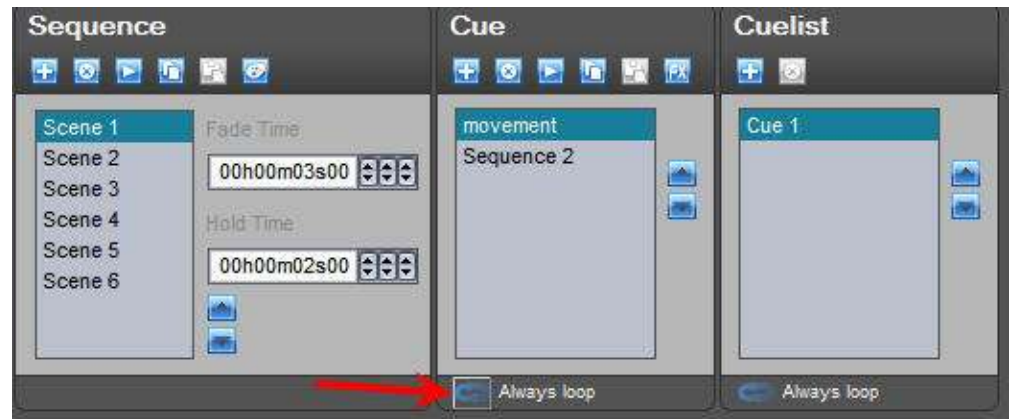 Sequence
Scene 1
Scene 2
Scene 3
Scene 4
Scene 5
Scene 6
Fade Time
00h00m03s00
Hold Time
00h00m02s00
Cue
FX
movement
Sequence 2
Always loop
Cuelist
Cue 1
Always loop